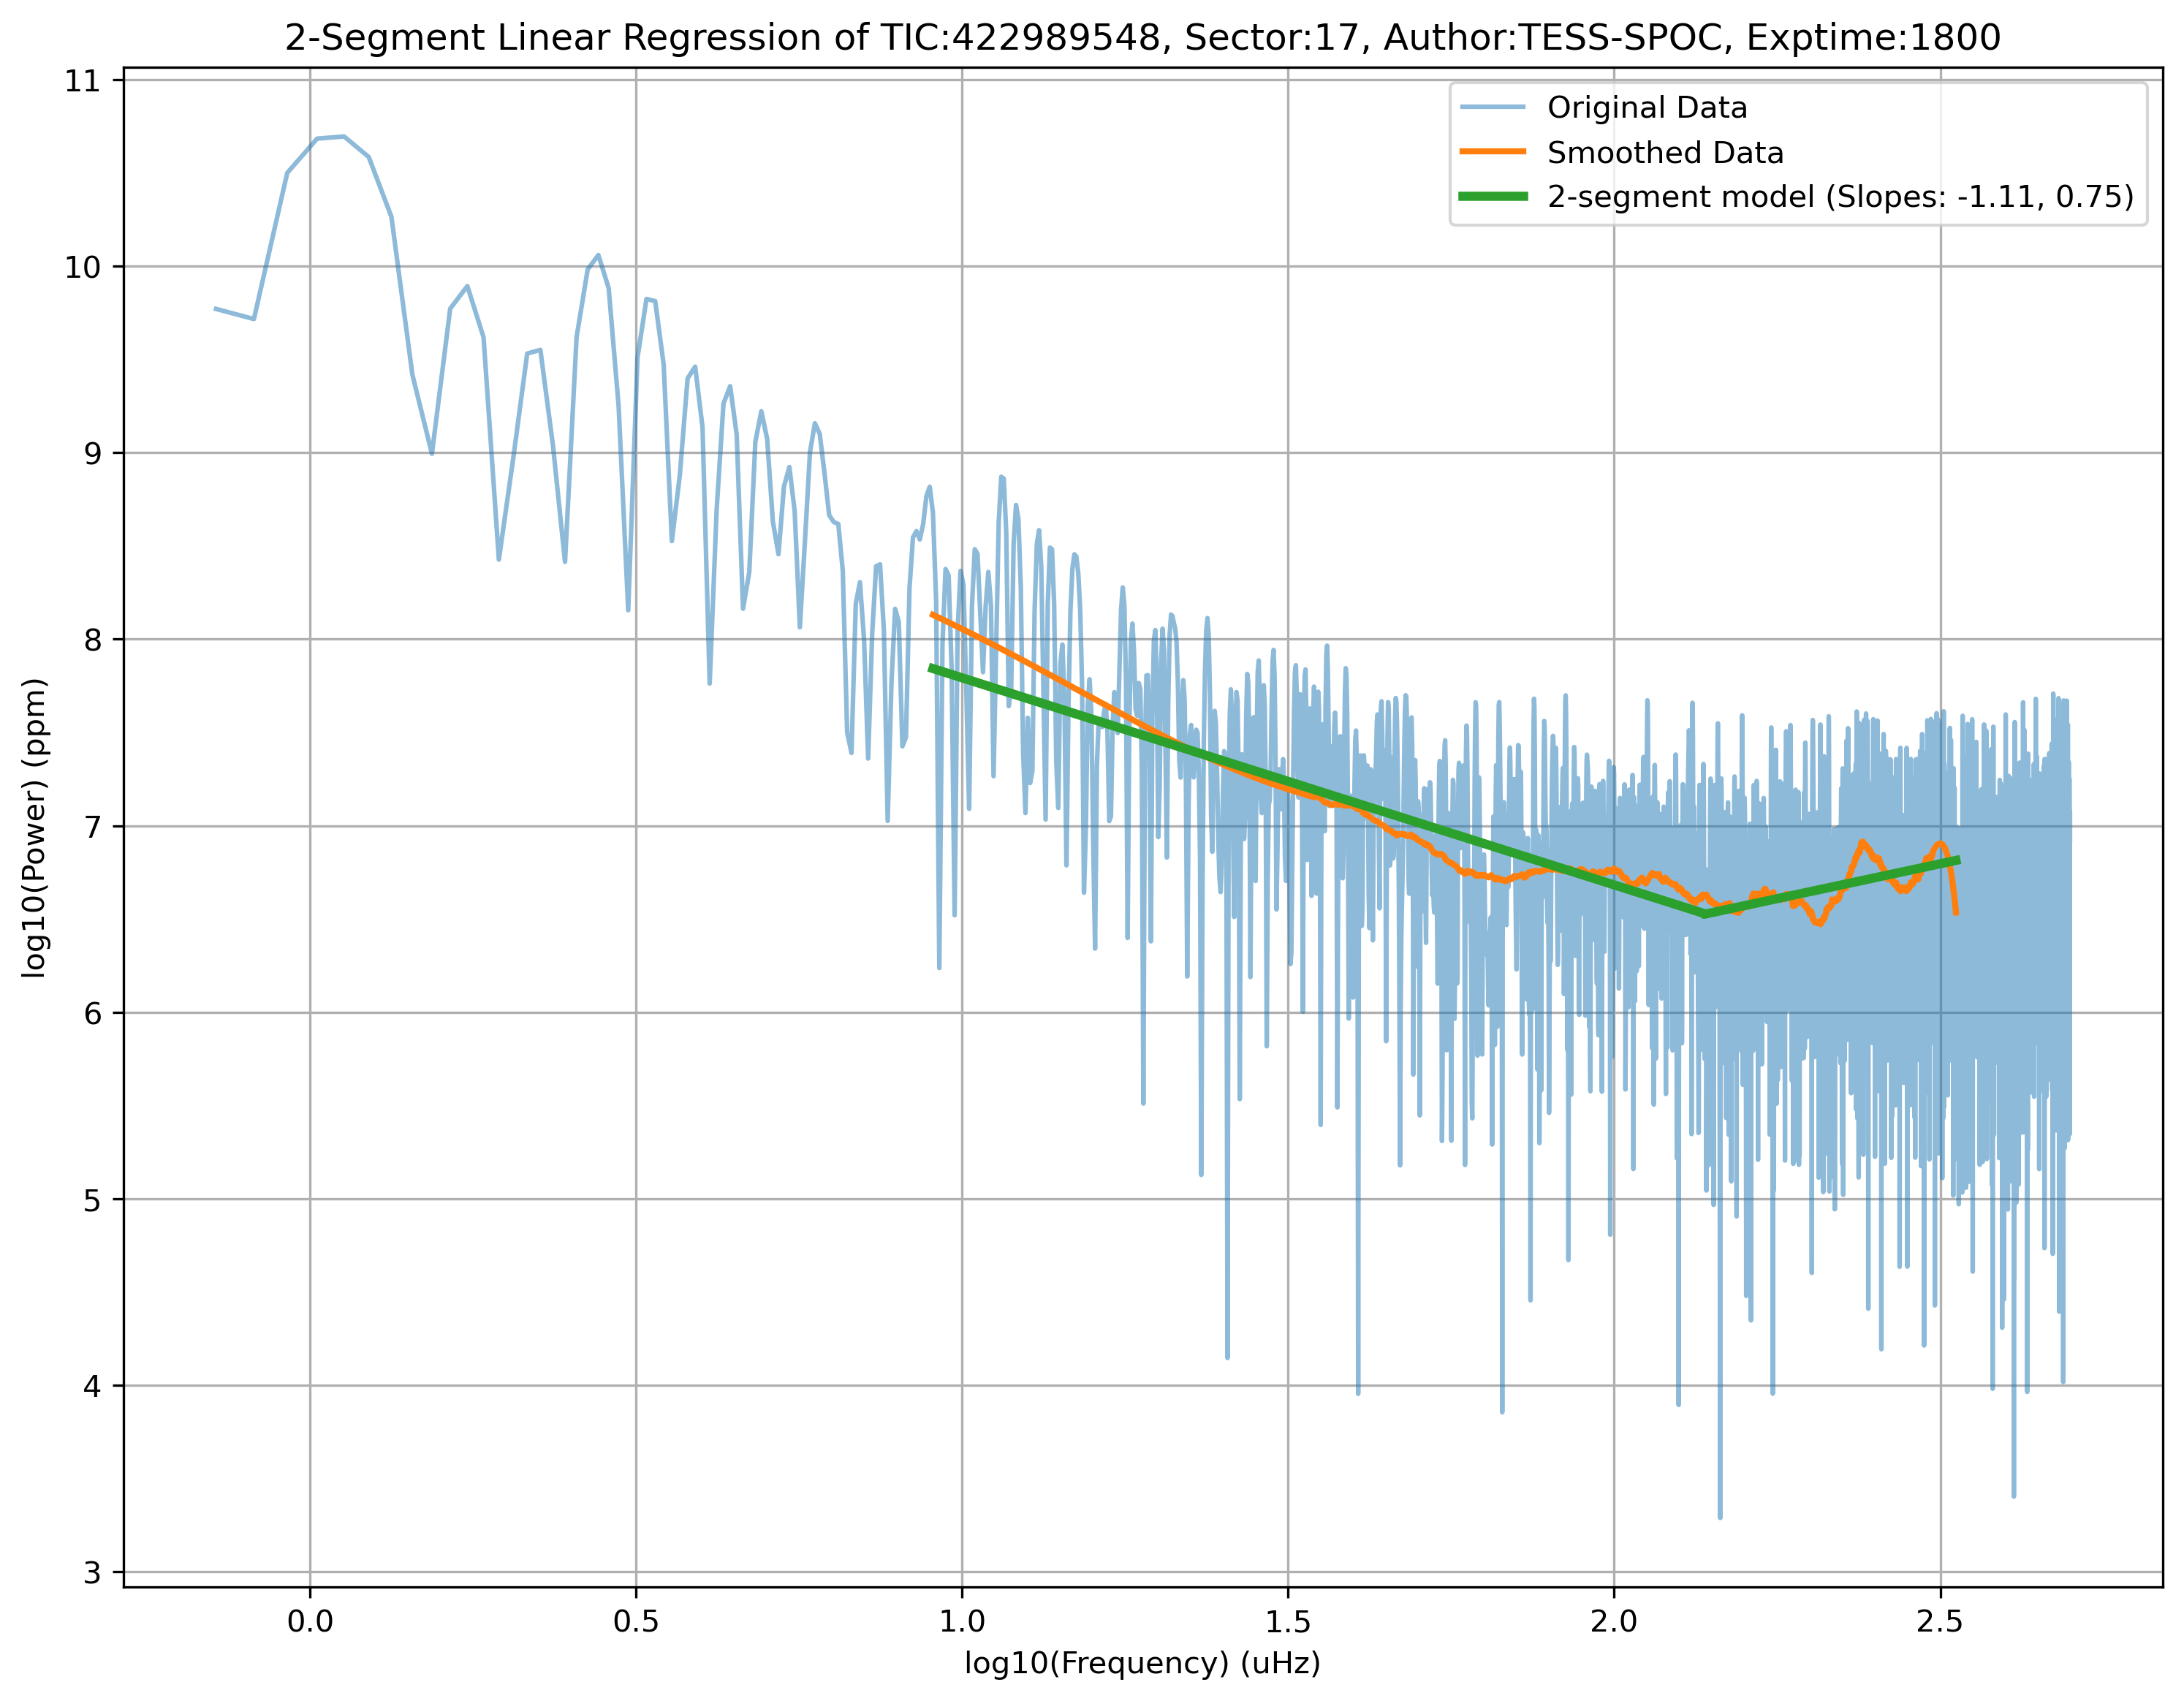 2-Segment Linear Regression of TIC:422989548, Sector:17, Author:TESS-SPOC, Exptime:1800
Original Data
Smoothed Data
2-segment model (Slopes: -1.11, 0.75)
log10(Power) (ppm)
11
10
9
8
7
6
5
4
3
0.0 0.5 1.0 1.5 2.0 2.5
log10(Frequency) (uHz)